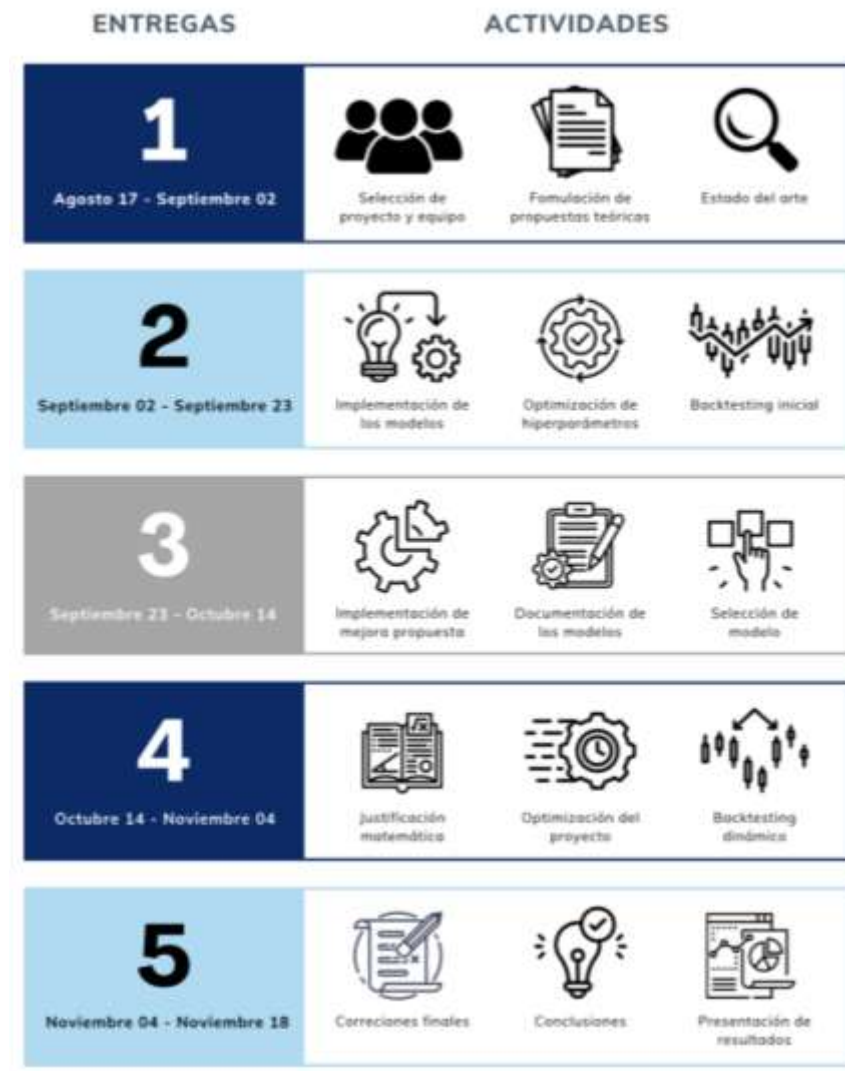 ENTREGAS
ACTIVIDADES
1
Agosto 17 - Septiembre 02
Selección de
proyecto y equipo
Fomulación de
propuestas teóricas
Estado del arte
2
Septiembre 02 - Septiembre 23
Implementación de
los modelos
Optimización de
hiperparámetros
Backtesting inicial
3
Septiembre 23 - Octubre 14
Implementación de
mejora propuesta
Documentación de
los modelos
Selección de
modelo
4
Octubre 14 - Noviembre 04
Justificación
matemática
√x
Optimización del
proyecto
Backtesting
dinámico
5
Noviembre 04 - Noviembre 18
Correciones finales
Conclusiones
Presentación de
resultados